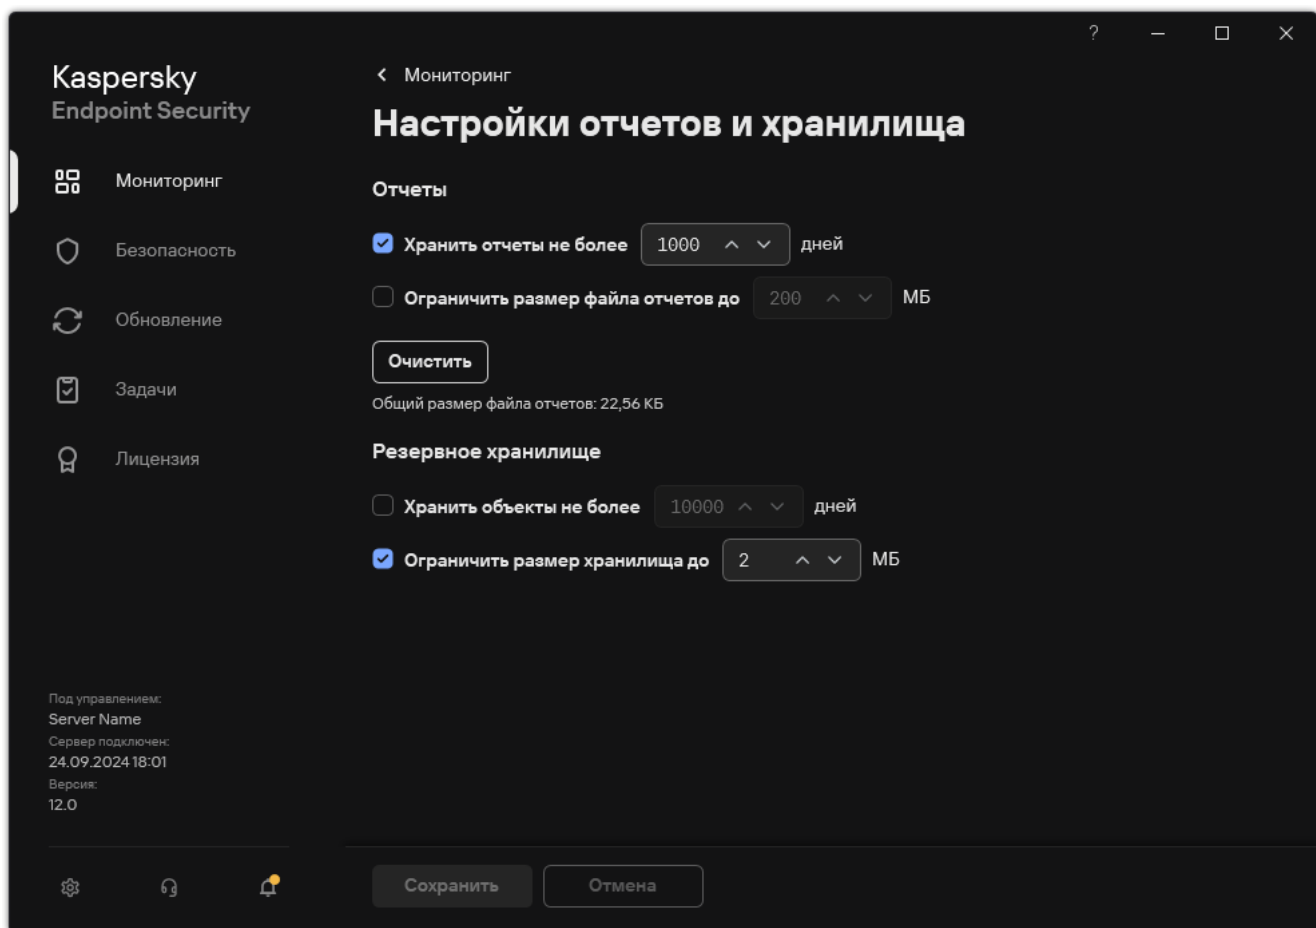 ?
Kaspersky
Endpoint Security
Мониторинг
Безопасность
Обновление
Задачи
Лицензия
Под управлением:
Server Name
Сервер подключен:
24.09.2024 18:01
Версия:
12.0
Мониторинг
Настройки отчетов и хранилища
Отчеты
Хранить отчеты не более 1000 дней
Ограничить размер файла отчетов до 200 МБ
Очистить
Общий размер файла отчетов: 22,56 КБ
Резервное хранилище
Хранить объекты не более 10000 дней
Ограничить размер хранилища до 2 МБ
Сохранить Отмена